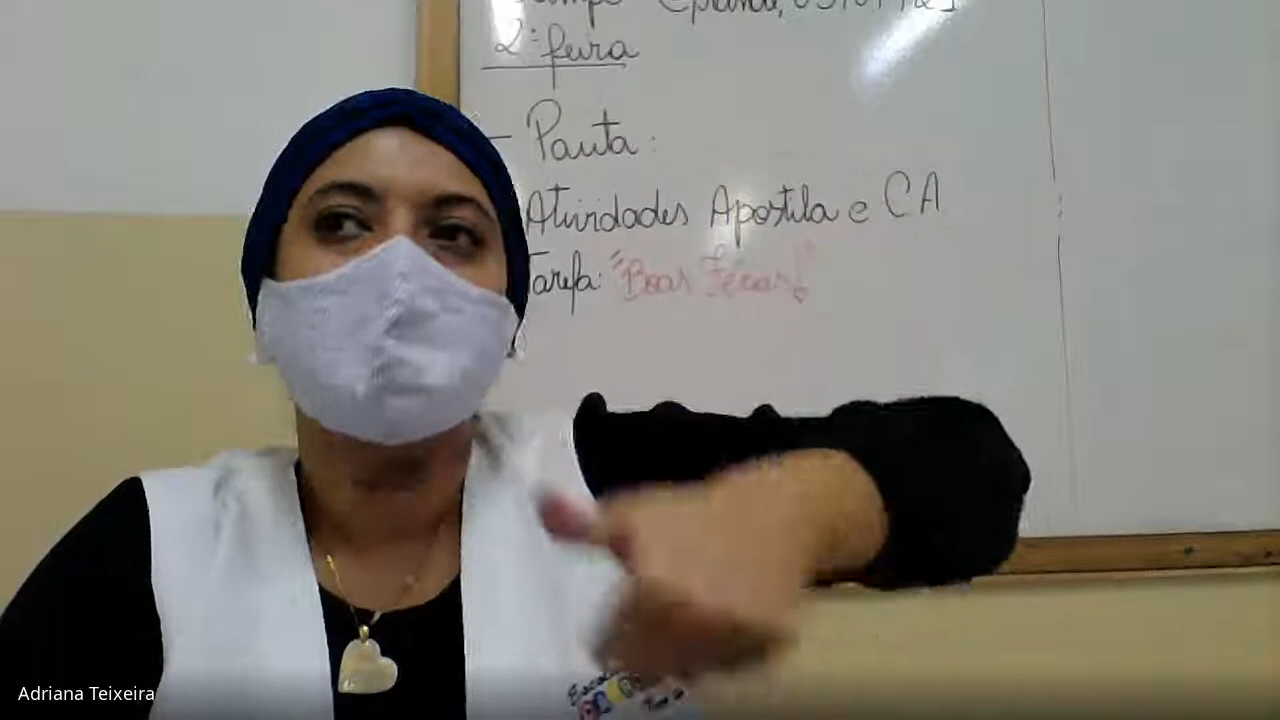 2ª feira
- Pauta:
Atividades Apostila e CA
Tarefa: "Boas Férias!"
Adriana Teixeira